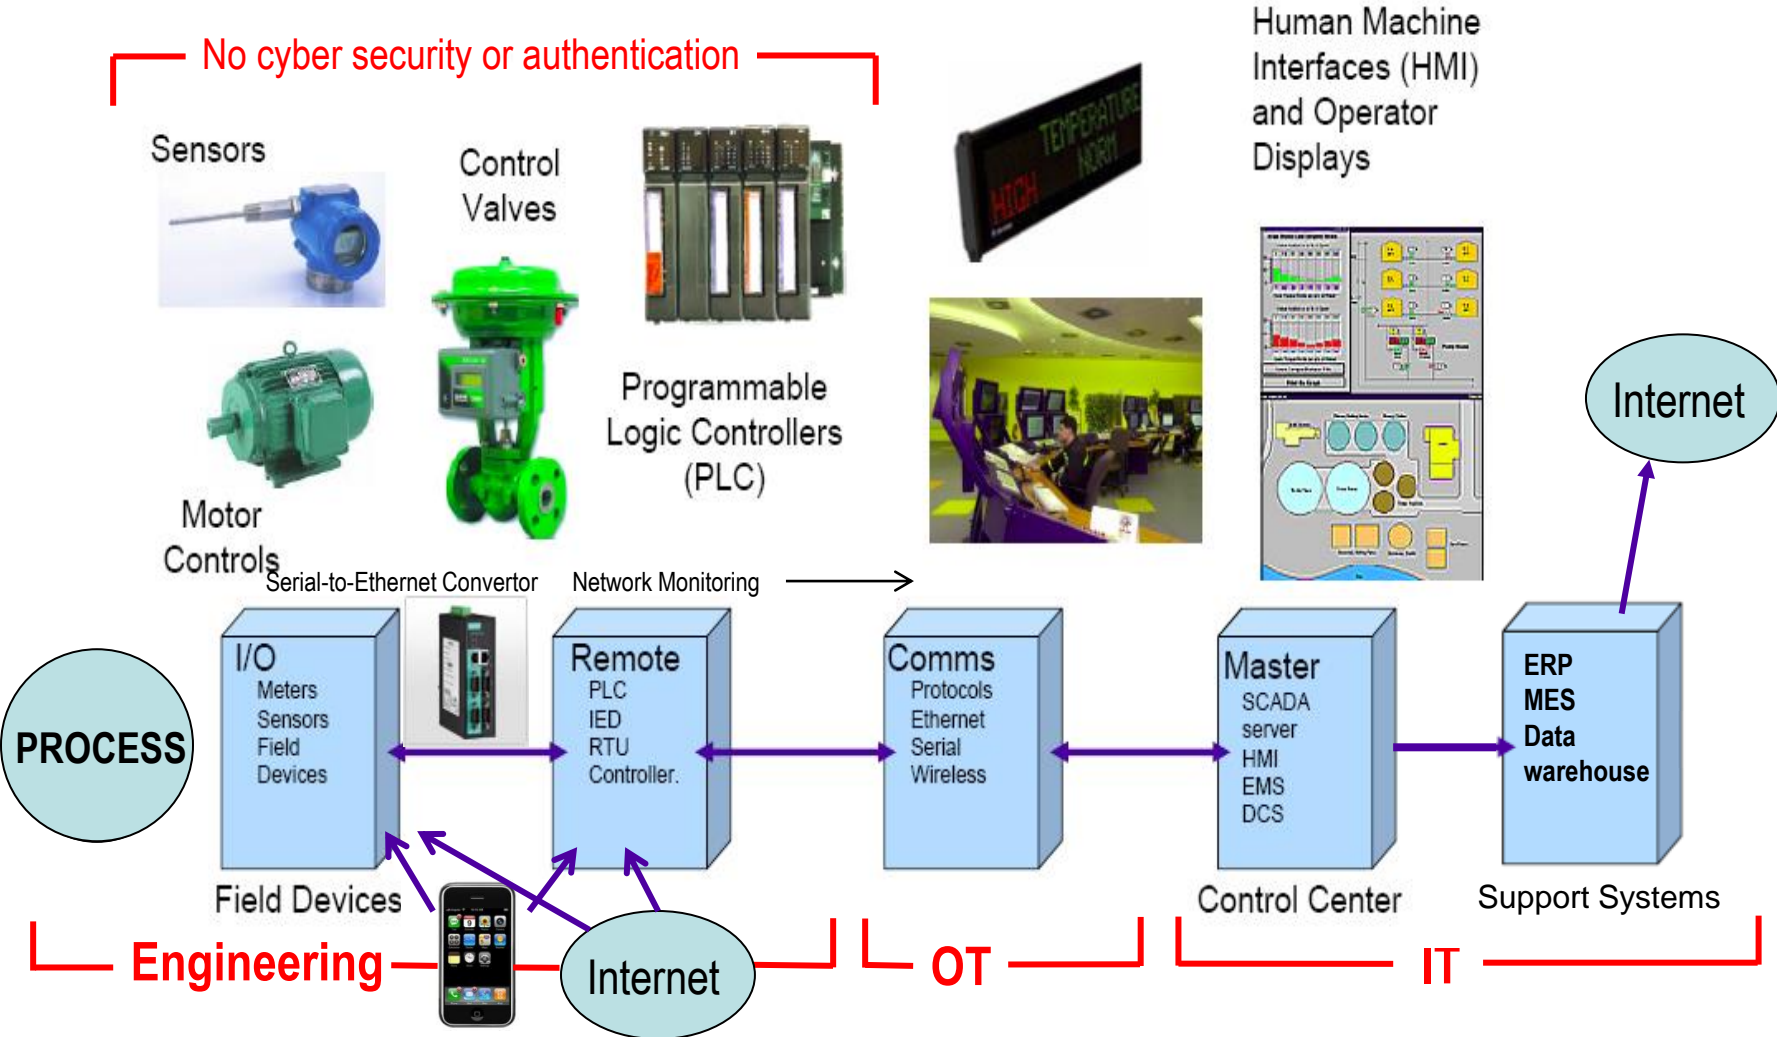 No cyber security or authentication
Sensors
Control
Valves
Programmable
Logic Controllers
(PLC)
Motor
Controls
TEMPERATURE
NORM
HIGH
Human Machine
Interfaces (HMI)
and Operator
Displays
Internet
Serial-to-Ethernet Convertor
Network Monitoring
PROCESS
I/O
Meters
Sensors
Field
Devices
Remote
PLC
IED
RTU
Controller.
Comms
Protocols
Ethernet
Serial
Wireless
Master
SCADA
server
HMI
EMS
DCS
ERP
MES
Data
warehouse
Field Devices
Control Center
Support Systems
Engineering
Internet
OT
IT